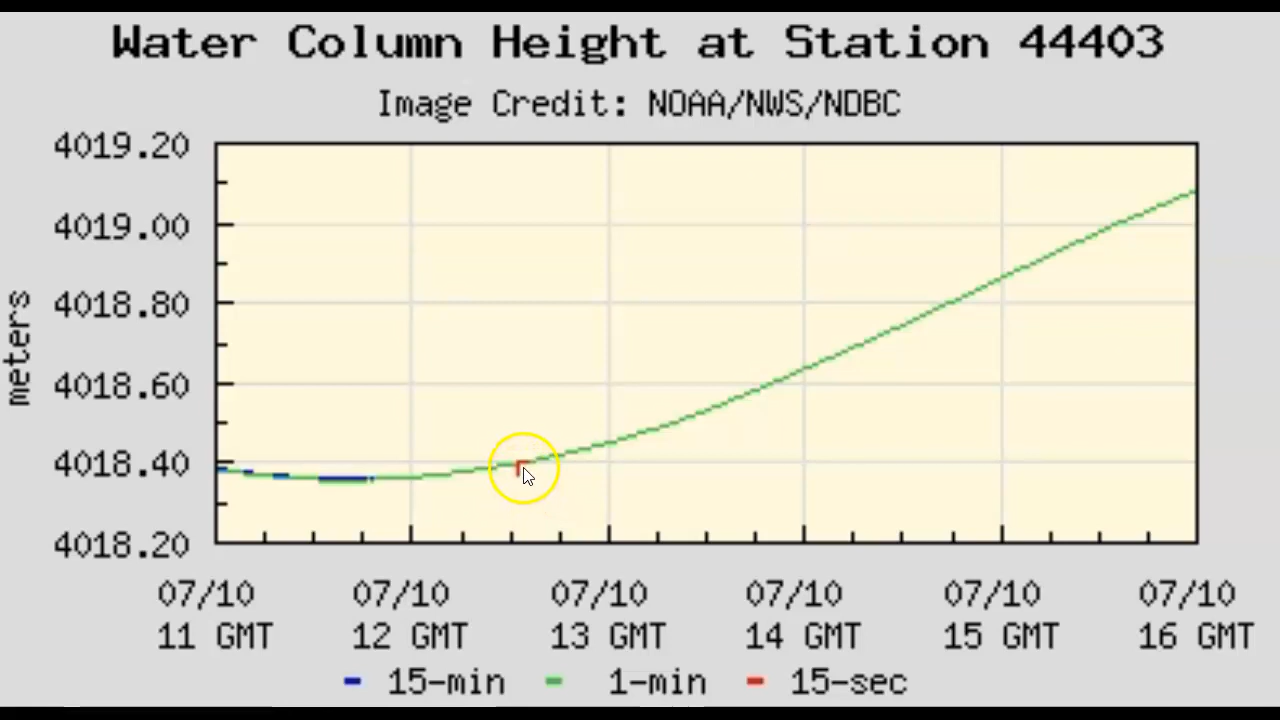 Water Column Height at Station 44403
Image Credit: NOAA/NWS/NDBC
4019.20
4019.00
4018.80
4018.60
4018.40
4018.20
meters
07/10 07/10 07/10 07/10 07/10 07/10
11 GMT 12 GMT 13 GMT 14 GMT 15 GMT 16 GMT
15-min 1-min 15-sec